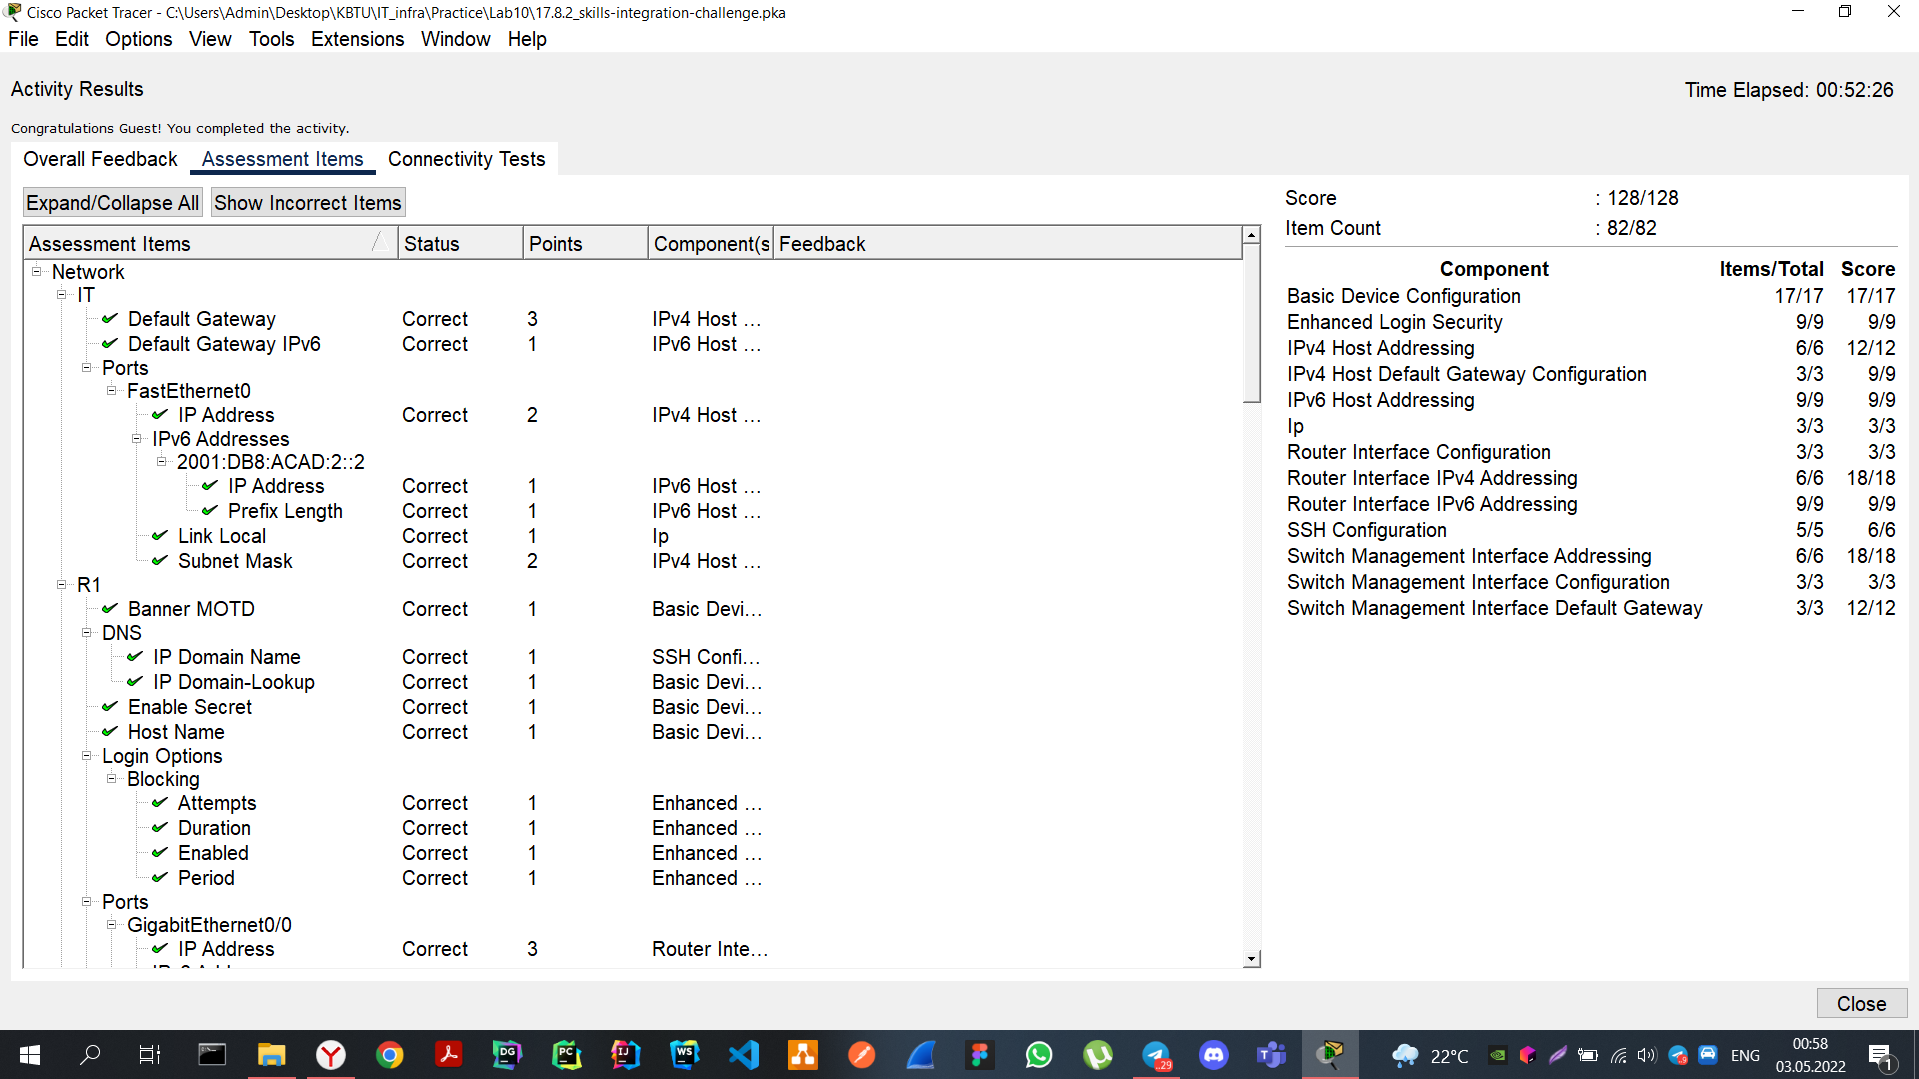 Cisco Packet Tracer - C:\Users\Admin\Desktop\KBTU\IT_infra\Practice\Lab10\17.8.2_skills-integration-challenge.pka
File Edit Options View Tools Extensions Window Help
Activity Results
Time Elapsed: 00:52:26
Congratulations Guest! You completed the activity.
Overall Feedback Assessment Items Connectivity Tests
Expand/Collapse All Show Incorrect Items
Assessment Items Status Points Component(s Feedback
Network
IT
Default Gateway Correct 3 IPv4 Host ...
Default Gateway IPv6 Correct 1 IPv6 Host ...
Ports
FastEthernet0
IP Address Correct 2 IPv4 Host ...
IPv6 Addresses
2001:DB8:ACAD:2::2
IP Address Correct 1 IPv6 Host ...
Prefix Length Correct 1 IPv6 Host ...
Link Local Correct 1 Ip
Subnet Mask Correct 2 IPv4 Host ...
R1
Banner MOTD Correct 1 Basic Devi...
DNS
IP Domain Name Correct 1 SSH Confi...
IP Domain-Lookup Correct 1 Basic Devi...
Enable Secret Correct 1 Basic Devi...
Host Name Correct 1 Basic Devi...
Login Options
Blocking
Attempts Correct 1 Enhanced ...
Duration Correct 1 Enhanced ...
Enabled Correct 1 Enhanced ...
Period Correct 1 Enhanced ...
Ports
GigabitEthernet0/0
IP Address Correct 3 Router Inte...
Score : 128/128
Item Count : 82/82
Component Items/Total Score
Basic Device Configuration 17/17 17/17
Enhanced Login Security 9/9 9/9
IPv4 Host Addressing 6/6 12/12
IPv4 Host Default Gateway Configuration 3/3 9/9
IPv6 Host Addressing 9/9 9/9
Ip 3/3 3/3
Router Interface Configuration 3/3 3/3
Router Interface IPv4 Addressing 6/6 18/18
Router Interface IPv6 Addressing 9/9 9/9
SSH Configuration 5/5 6/6
Switch Management Interface Addressing 6/6 18/18
Switch Management Interface Configuration 3/3 3/3
Switch Management Interface Default Gateway 3/3 12/12
Close
DG PC IJ WS
22°C ENG 00:58
03.05.2022 1